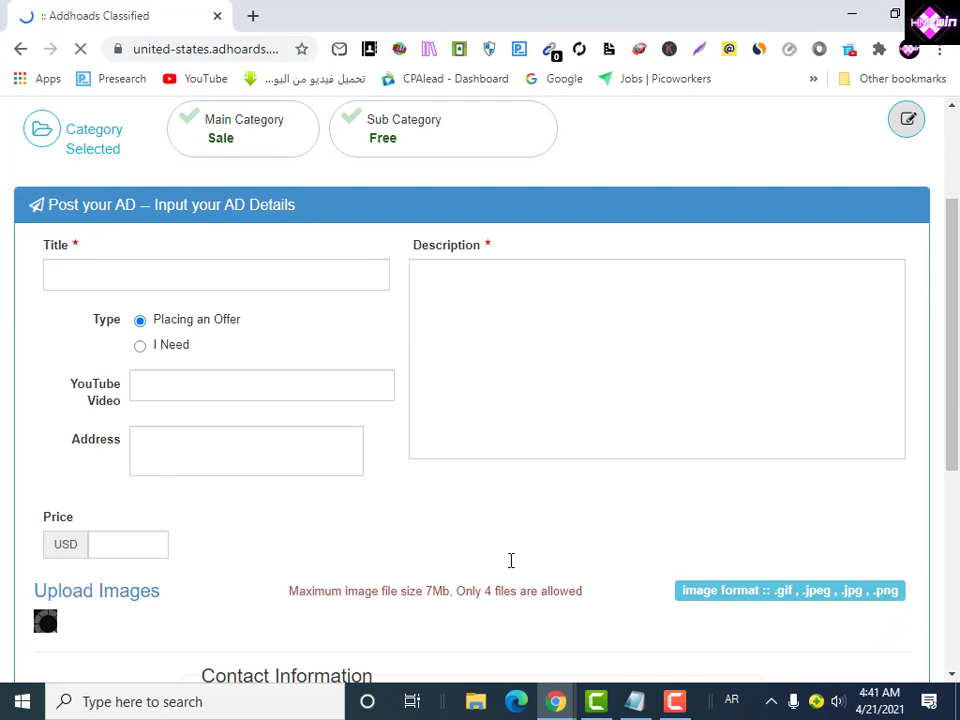 :: Addhoards Classified
united-states.adhoards....
0
Apps
Presearch
YouTube
تحميل فيديو من اليو...
CPAlead - Dashboard
Google
Jobs | Picoworkers
»
Other bookmarks
Category
Selected
Main Category
Sale
Sub Category
Free
Post your AD -- Input your AD Details
Title *
Description *
Type
Placing an Offer
I Need
YouTube
Video
Address
Price
USD
Upload Images
Maximum image file size 7Mb, Only 4 files are allowed
image format :: .gif , .jpeg , .jpg , .png
Contact Information
Type here to search
AR
4:41 AM
4/21/2021